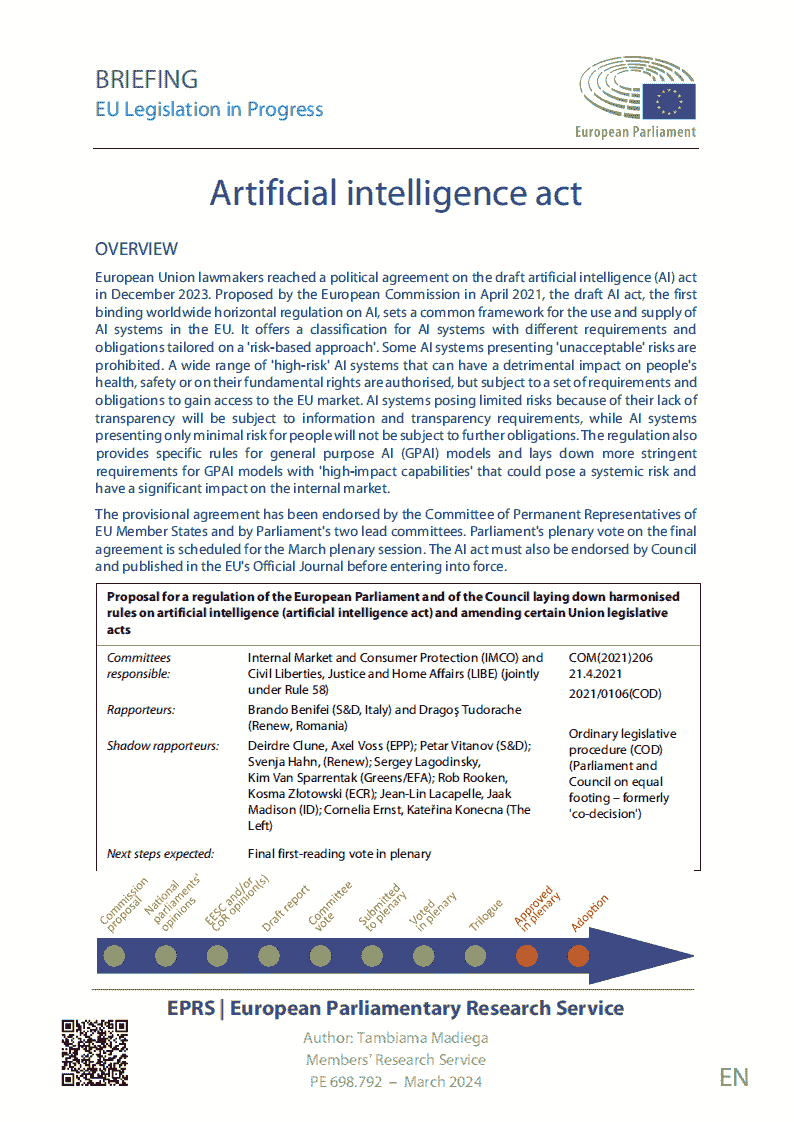 BRIEFING
EU Legislation in Progress
European Parliament
Artificial intelligence act
OVERVIEW
European Union lawmakers reached a political agreement on the draft artificial intelligence (AI) act
in December 2023. Proposed by the European Commission in April 2021, the draft AI act, the first
binding worldwide horizontal regulation on AI, sets a common framework for the use and supply of
AI systems in the EU. It offers a classification for AI systems with different requirements and
obligations tailored on a 'risk-based approach'. Some AI systems presenting 'unacceptable' risks are
prohibited. A wide range of 'high-risk' AI systems that can have a detrimental impact on people's
health, safety or on their fundamental rights are authorised, but subject to a set of requirements and
obligations to gain access to the EU market. AI systems posing limited risks because of their lack of
transparency will be subject to information and transparency requirements, while AI systems
presenting only minimal risk for people will not be subject to further obligations. The regulation also
provides specific rules for general purpose AI (GPAI) models and lays down more stringent
requirements for GPAI models with 'high-impact capabilities' that could pose a systemic risk and
have a significant impact on the internal market.
The provisional agreement has been endorsed by the Committee of Permanent Representatives of
EU Member States and by Parliament's two lead committees. Parliament's plenary vote on the final
agreement is scheduled for the March plenary session. The AI act must also be endorsed by Council
and published in the EU's Official Journal before entering into force.
Proposal for a regulation of the European Parliament and of the Council laying down harmonised
rules on artificial intelligence (artificial intelligence act) and amending certain Union legislative
acts
Committees
responsible:
Internal Market and Consumer Protection (IMCO) and
Civil Liberties, Justice and Home Affairs (LIBE) (jointly
under Rule 58)
COM(2021)206
21.4.2021
2021/0106(COD)
Rapporteurs:
Brando Benifei (S&D, Italy) and Dragoş Tudorache
(Renew, Romania)
Shadow rapporteurs:
Deirdre Clune, Axel Voss (EPP); Petar Vitanov (S&D);
Svenja Hahn, (Renew); Sergey Lagodinsky,
Kim Van Sparrentak (Greens/EFA); Rob Rooken,
Kosma Złotowski (ECR); Jean-Lin Lacapelle, Jaak
Madison (ID); Cornelia Ernst, Kateřina Konecna (The
Left)
Ordinary legislative
procedure (COD)
(Parliament and
Council on equal
footing – formerly
'co-decision')
Next steps expected:
Final first-reading vote in plenary
Commission
proposal
National
parliaments'
opinions
EESC and/or
CoR opinion(s)
Draft report
Committee
vote
Submitted
to plenary
Voted
in plenary
Trilogue
Approved
in plenary
Adoption
EPRS | European Parliamentary Research Service
Author: Tambiama Madiega
Members' Research Service
PE 698.792 – March 2024
EN